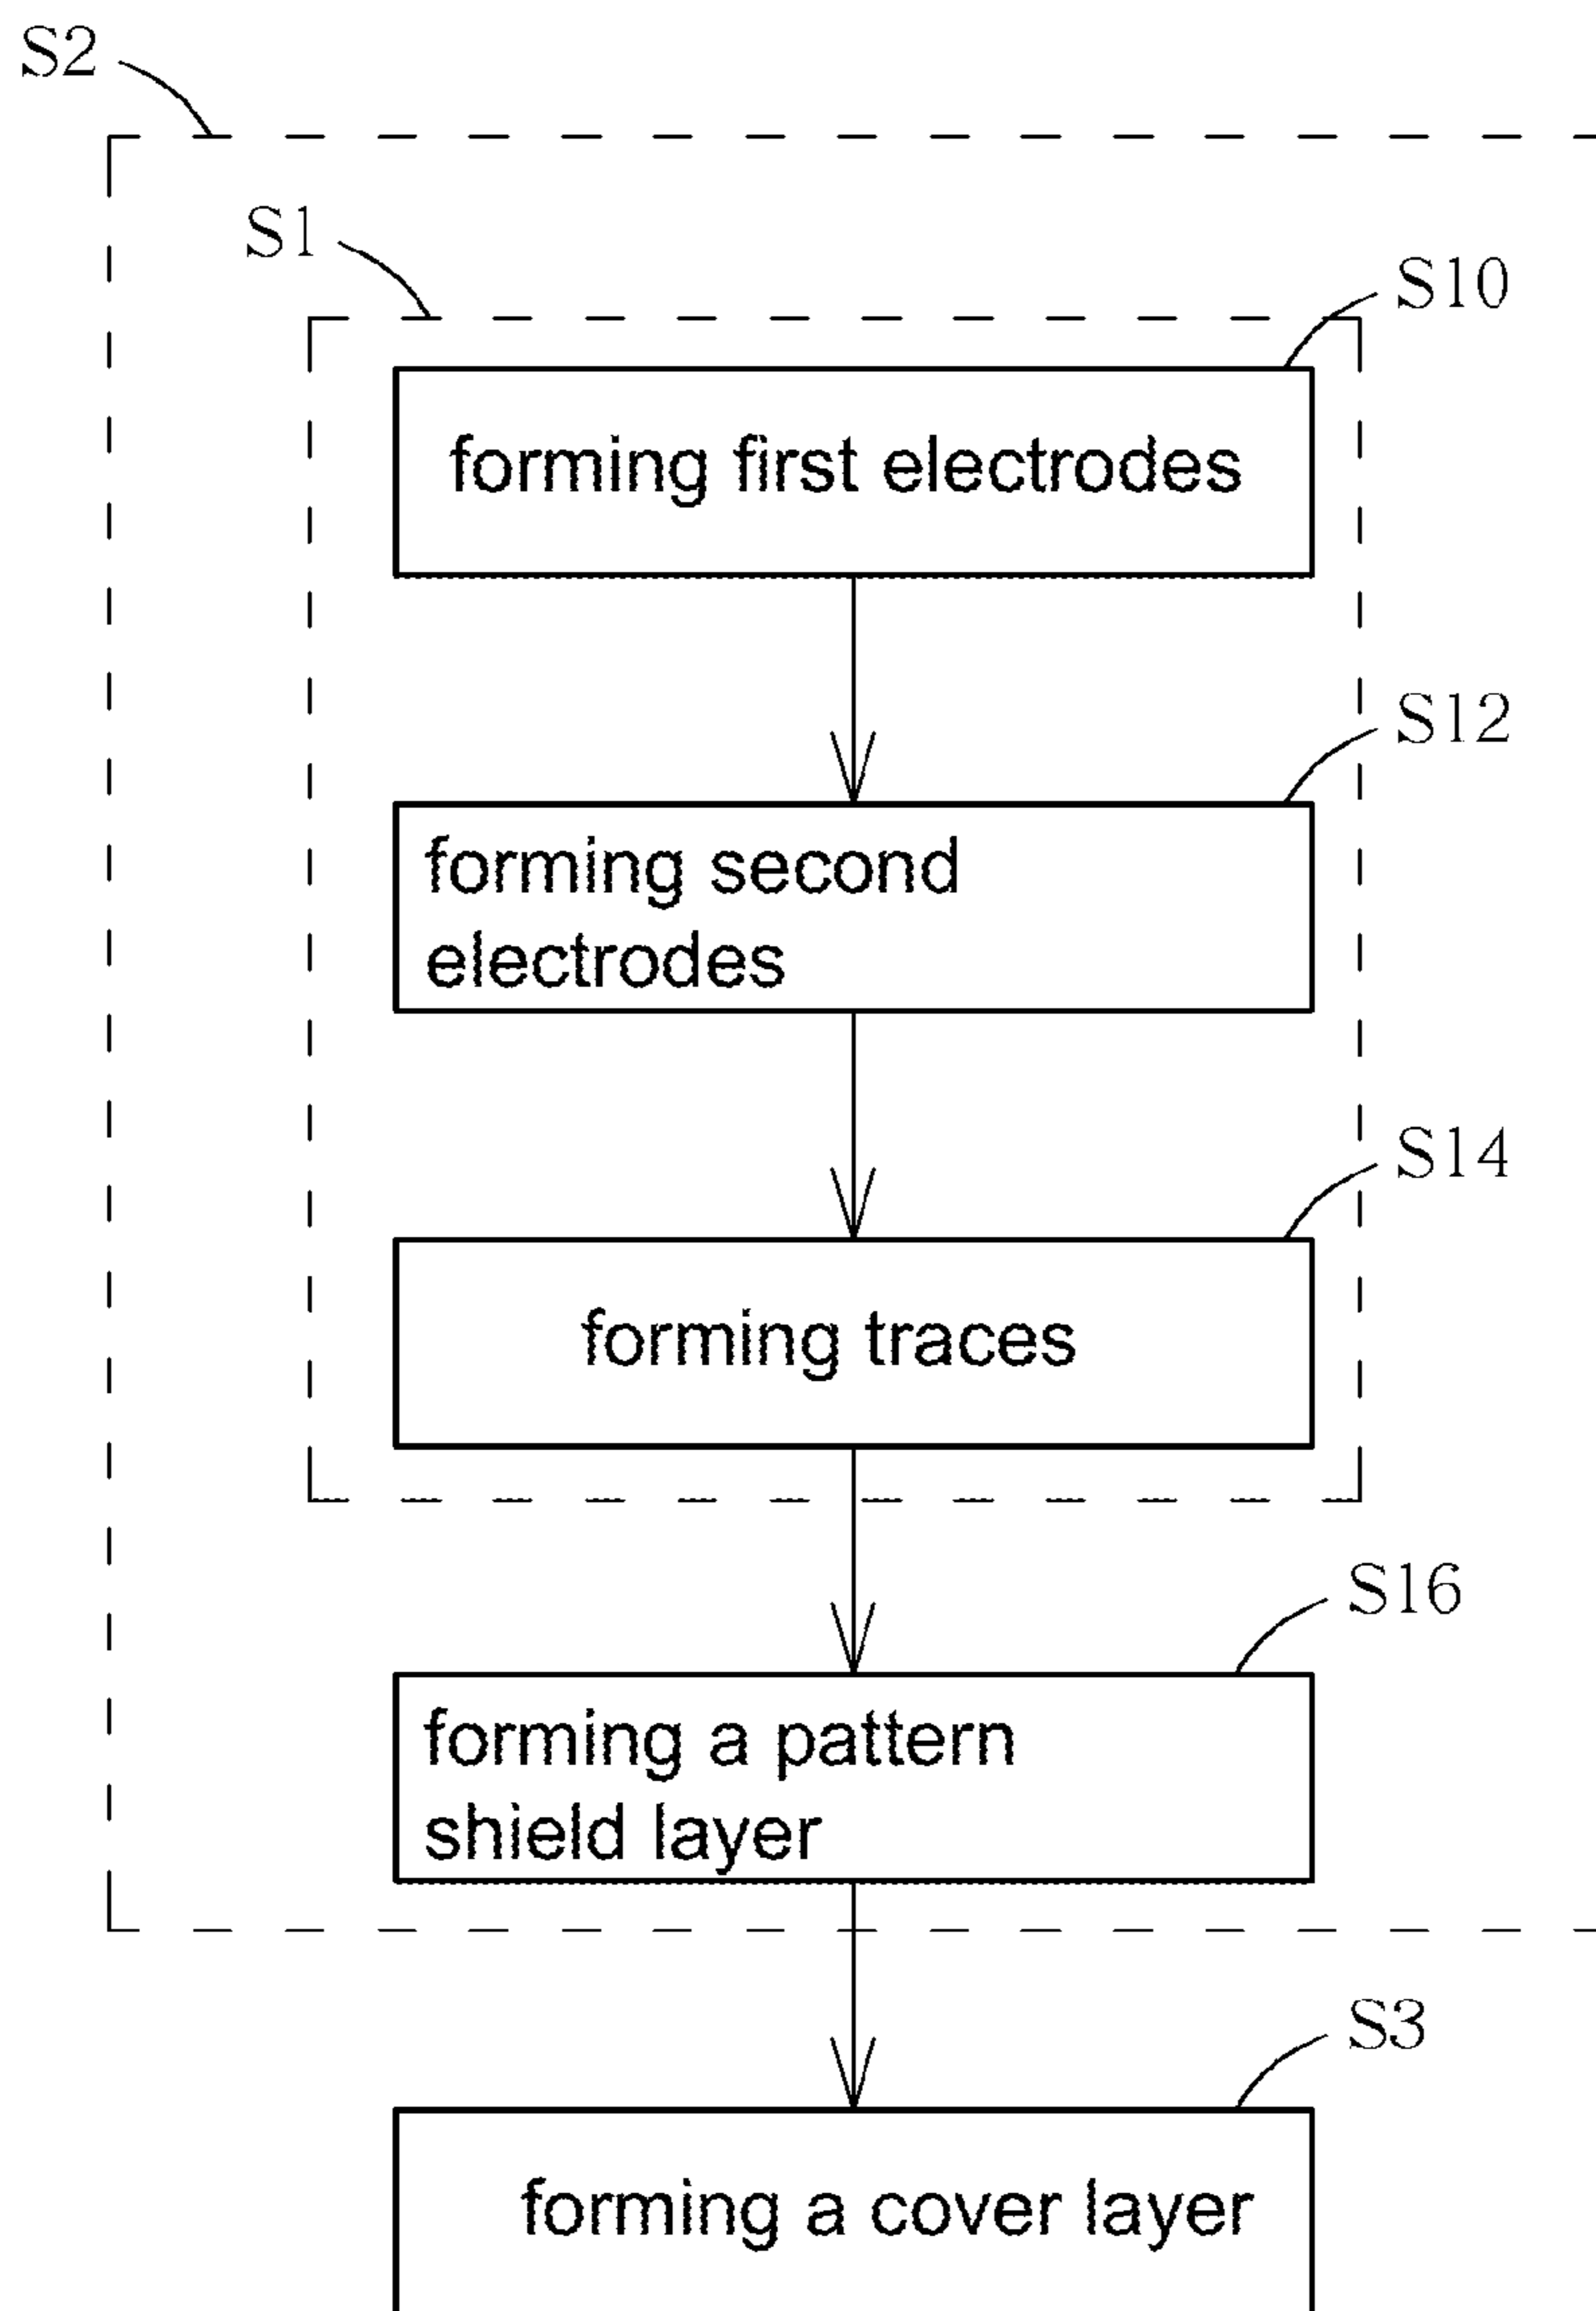 S2
S1
S10
forming first electrodes
S12
forming second
electrodes
S14
forming traces
S16
forming a pattern
shield layer
S3
forming a cover layer